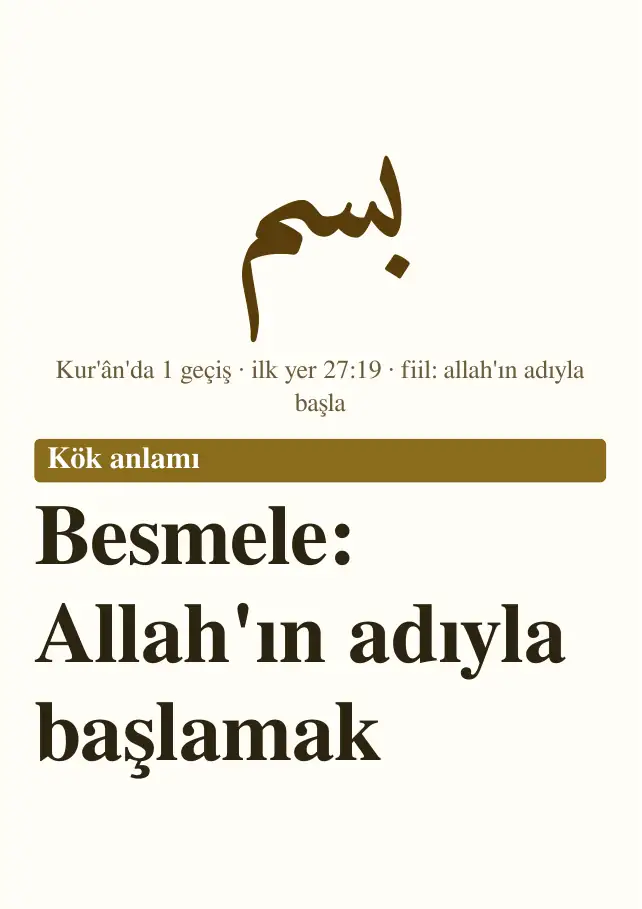 بسم
Kur'ân'da 1 geçiş · ilk yer 27:19 · fiil: allah'ın adıyla
başla
Kök anlamı
Besmele:
Allah'ın adıyla
başlamak